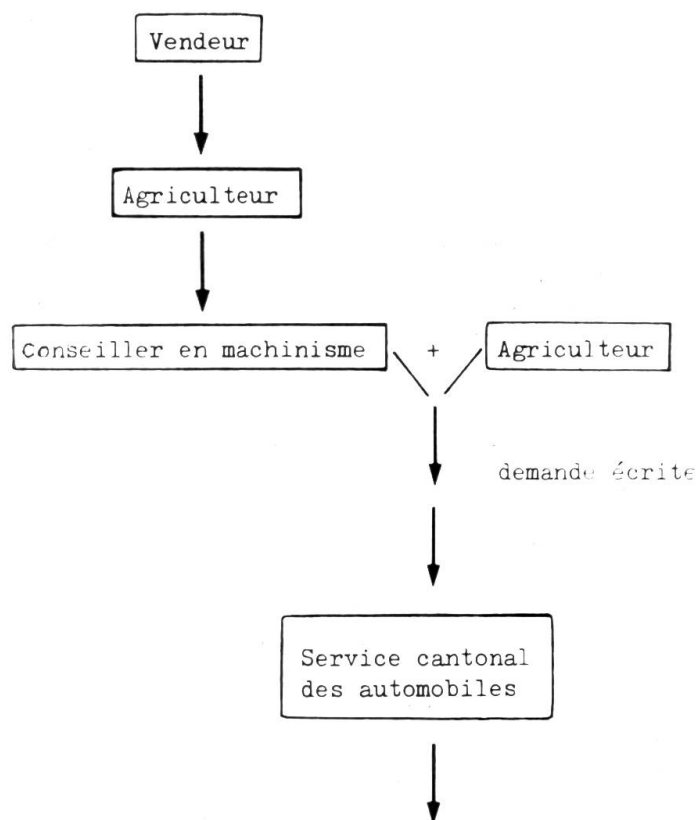 Vendeur
Agriculteur
Conseiller en machinisme + Agriculteur
demande écrite
Service cantonal
des automobiles